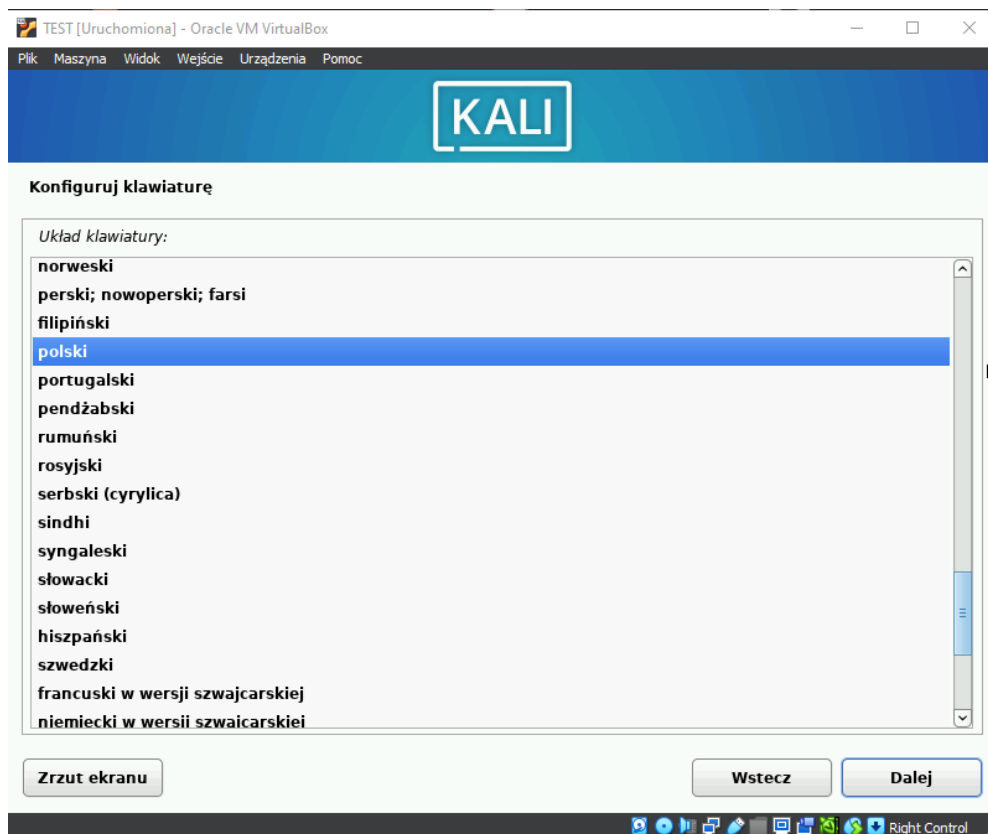 TEST [Uruchomiona] - Oracle VM VirtualBox
Plik Maszyna Widok Wejście Urządzenia Pomoc
KALI
Konfiguruj klawiaturę
Układ klawiatury:
norweski
perski; nowoperski; farsi
filipiński
polski
portugalski
pendżabski
rumuński
rosyjski
serbski (cyrylica)
sindhi
syngaleski
słowacki
słoweński
hiszpański
szwedzki
francuski w wersji szwajcarskiej
niemiecki w wersji szwajcarskiej
Zrzut ekranu Wstecz Dalej
Right Control